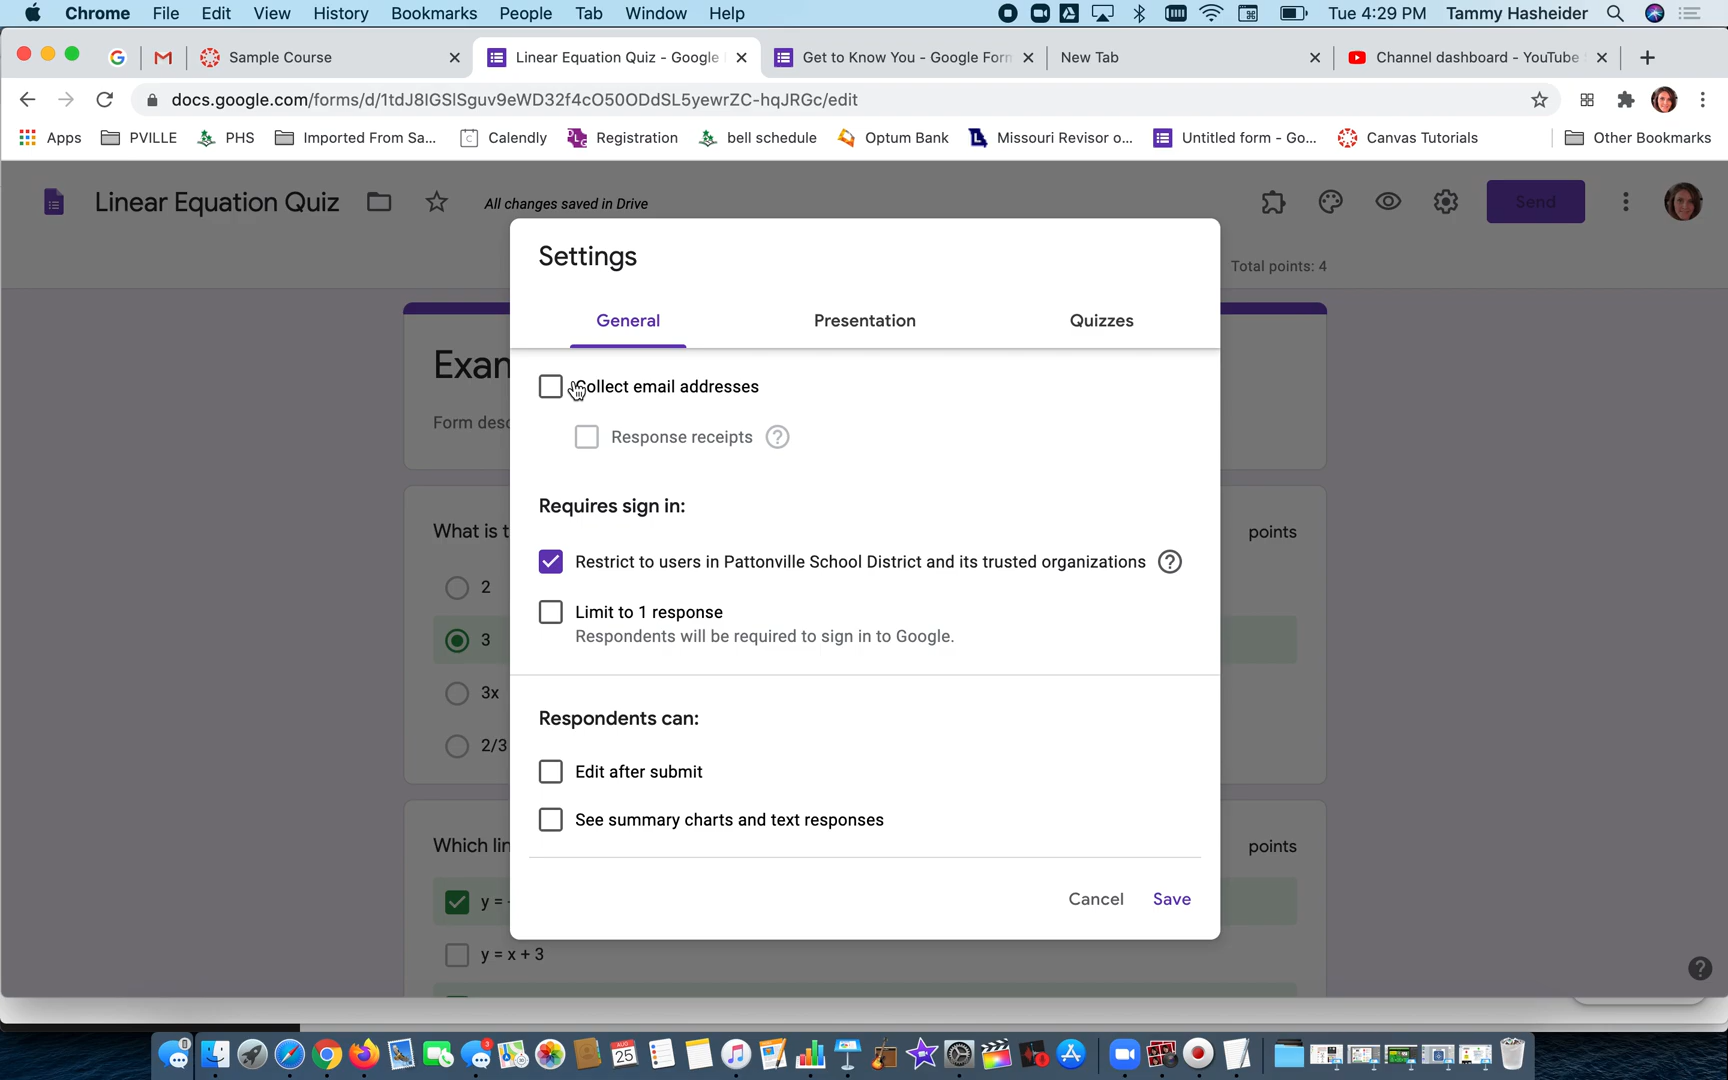 Chrome File Edit View History Bookmarks People Tab Window Help Tue 4:29 PM Tammy Hasheider
Sample Course Linear Equation Quiz - Google Get to Know You - Google Forn New Tab Channel dashboard - YouTube
docs.google.com/forms/d/1tdJ8IGSlSguv9eWD32f4cO50ODdSL5yewrZC-hqJRGc/edit
Apps PVILLE PHS Imported From Sa... Calendly Registration bell schedule Optum Bank Missouri Revisor o... Untitled form - Go... Canvas Tutorials Other Bookmarks
Linear Equation Quiz All changes saved in Drive Send
Settings
Total points: 4
General Presentation Quizzes
Exam
Collect email addresses
Form desc
Response receipts
Requires sign in:
What is t points
Restrict to users in Pattonville School District and its trusted organizations
2
Limit to 1 response
Respondents will be required to sign in to Google.
3
3x
Respondents can:
2/3
Edit after submit
See summary charts and text responses
Which lin points
Cancel Save
y = -
y = x + 3
AUG
25
3